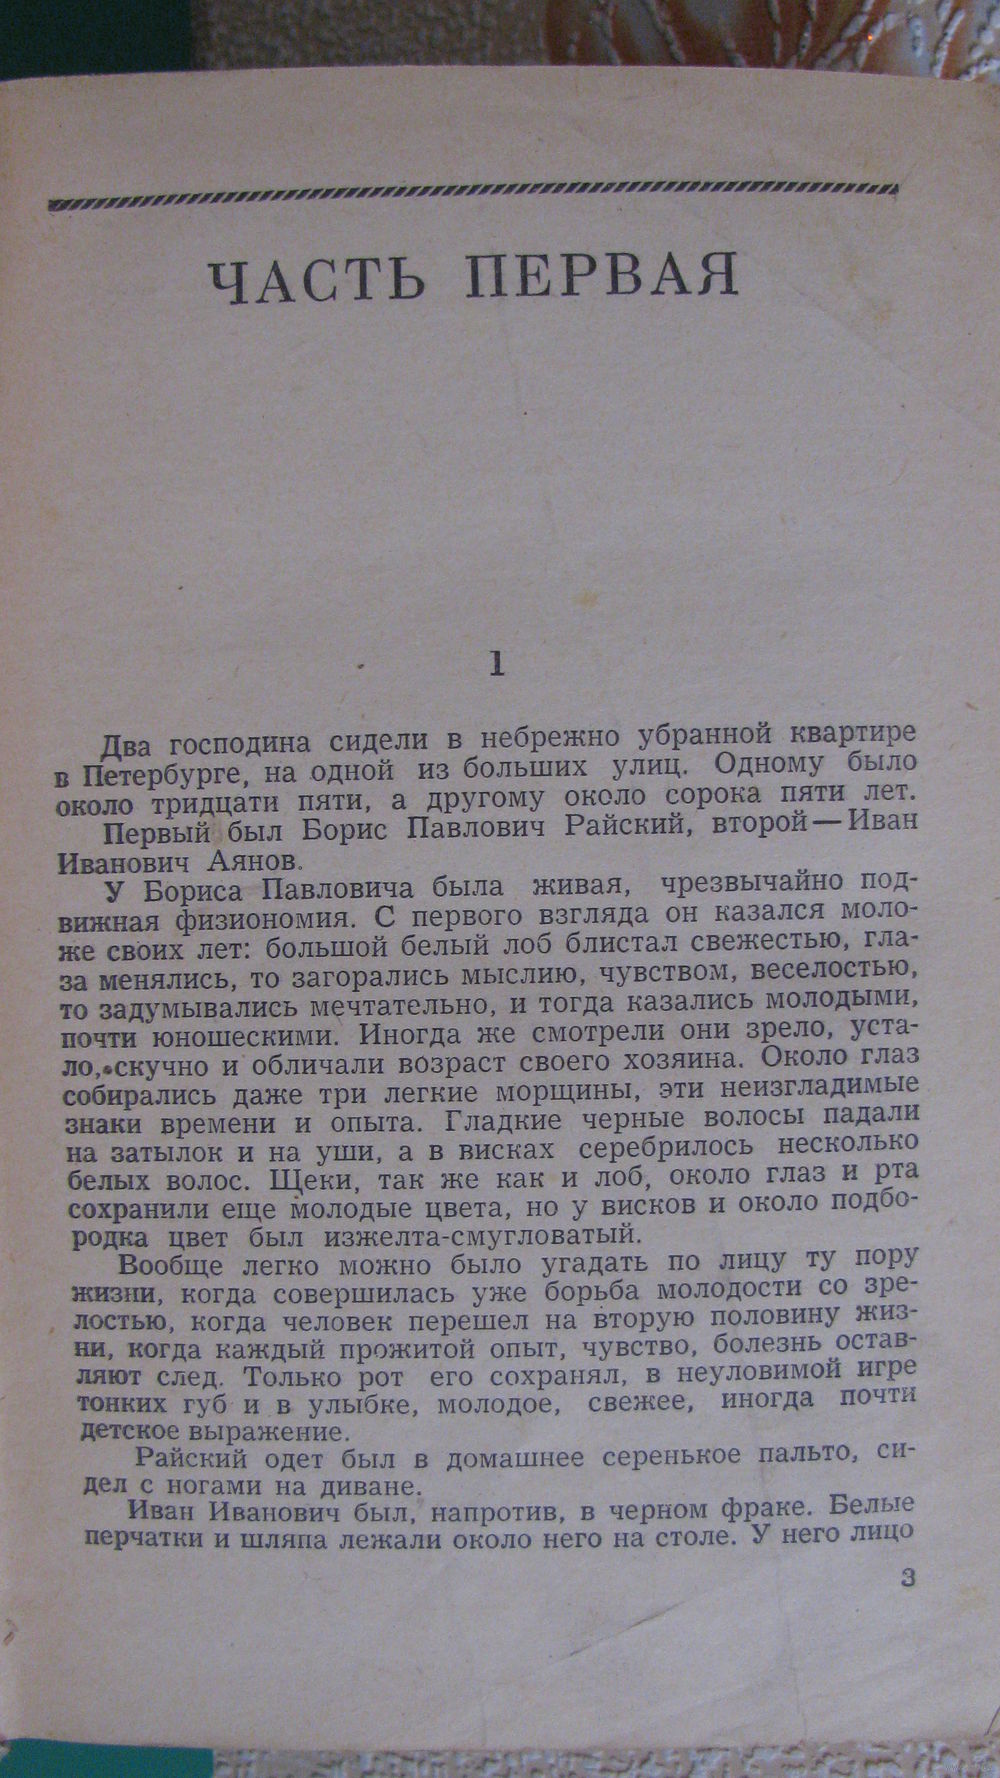 ЧАСТЬ ПЕРВАЯ
1
Два господина сидели в небрежно убранной квартире
в Петербурге, на одной из больших улиц. Одному было
около тридцати пяти, а другому около сорока пяти лет.
Первый был Борис Павлович Райский, второй — Иван
Иванович Аянов.
У Бориса Павловича была живая, чрезвычайно под-
вижная физиономия. С первого взгляда он казался моло-
же своих лет: большой белый лоб блистал свежестью, гла-
за менялись, то загорались мыслию, чувством, веселостью,
то задумывались мечтательно, и тогда казались молодыми,
почти юношескими. Иногда же смотрели они зрело, уста-
ло, скучно и обличали возраст своего хозяина. Около глаз
собирались даже три легкие морщины, эти неизгладимые
знаки времени и опыта. Гладкие черные волосы падали
на затылок и на уши, а в висках серебрилось несколько
белых волос. Щеки, так же как и лоб, около глаз и рта
сохранили еще молодые цвета, но у висков и около подбо-
родка цвет был изжелта-смугловатый.
Вообще легко можно было угадать по лицу ту пору
жизни, когда совершилась уже борьба молодости со зре-
лостью, когда человек перешел на вторую половину жиз-
ни, когда каждый прожитой опыт, чувство, болезнь остав-
ляют след. Только рот его сохранял, в неуловимой игре
тонких губ и в улыбке, молодое, свежее, иногда почти
детское выражение.
Райский одет был в домашнее серенькое пальто, си-
дел с ногами на диване.
Иван Иванович был, напротив, в черном фраке. Белые
перчатки и шляпа лежали около него на столе. У него лицо
3